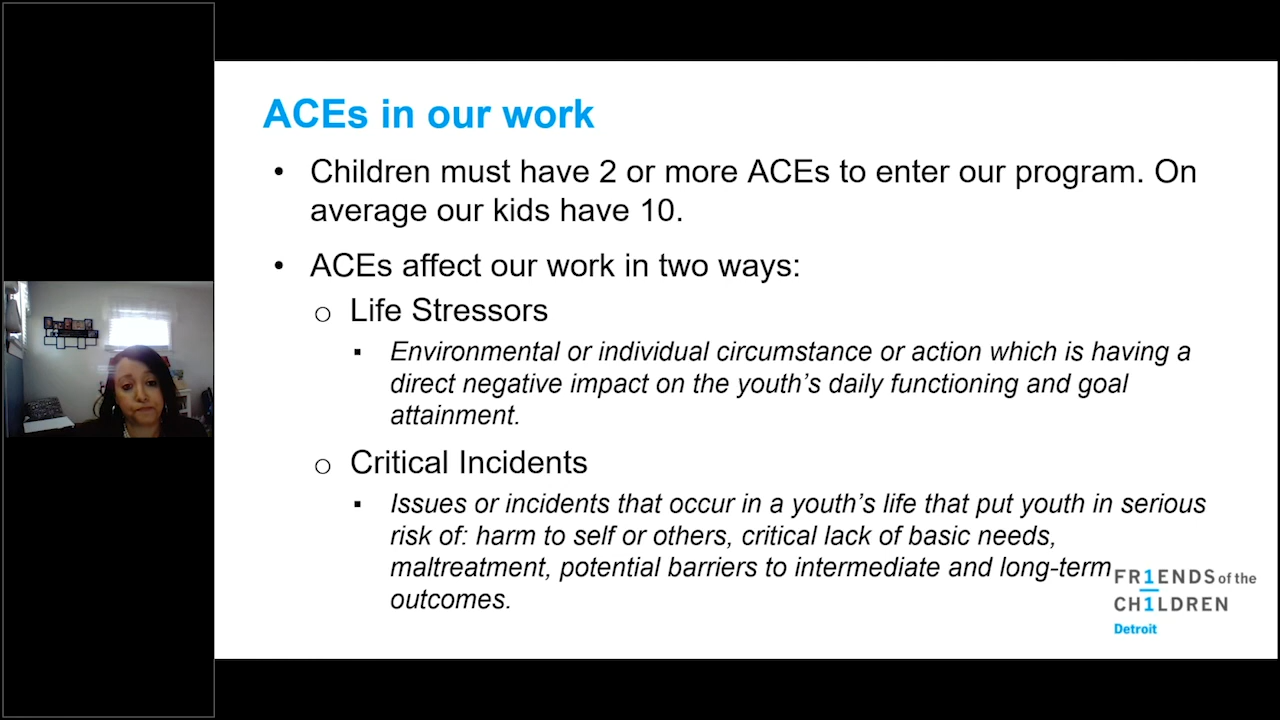 ACEs in our work
• Children must have 2 or more ACEs to enter our program. On
average our kids have 10.
• ACEs affect our work in two ways:
o Life Stressors
▪ Environmental or individual circumstance or action which is having a
direct negative impact on the youth’s daily functioning and goal
attainment.
o Critical Incidents
▪ Issues or incidents that occur in a youth’s life that put youth in serious
risk of: harm to self or others, critical lack of basic needs,
maltreatment, potential barriers to intermediate and long-term
outcomes.
FR1ENDS of the
CH1LDREN
Detroit